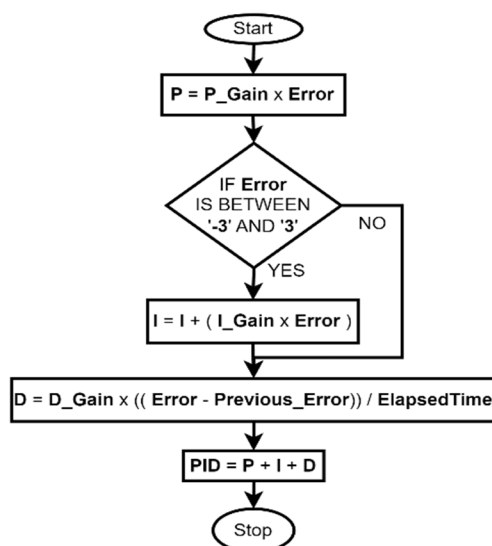 Start
P = P_Gain x Error
IF Error
IS BETWEEN
'-3' AND '3'
NO
YES
I = I + ( I_Gain x Error )
D = D_Gain x (( Error - Previous_Error)) / ElapsedTime
PID = P + I + D
Stop